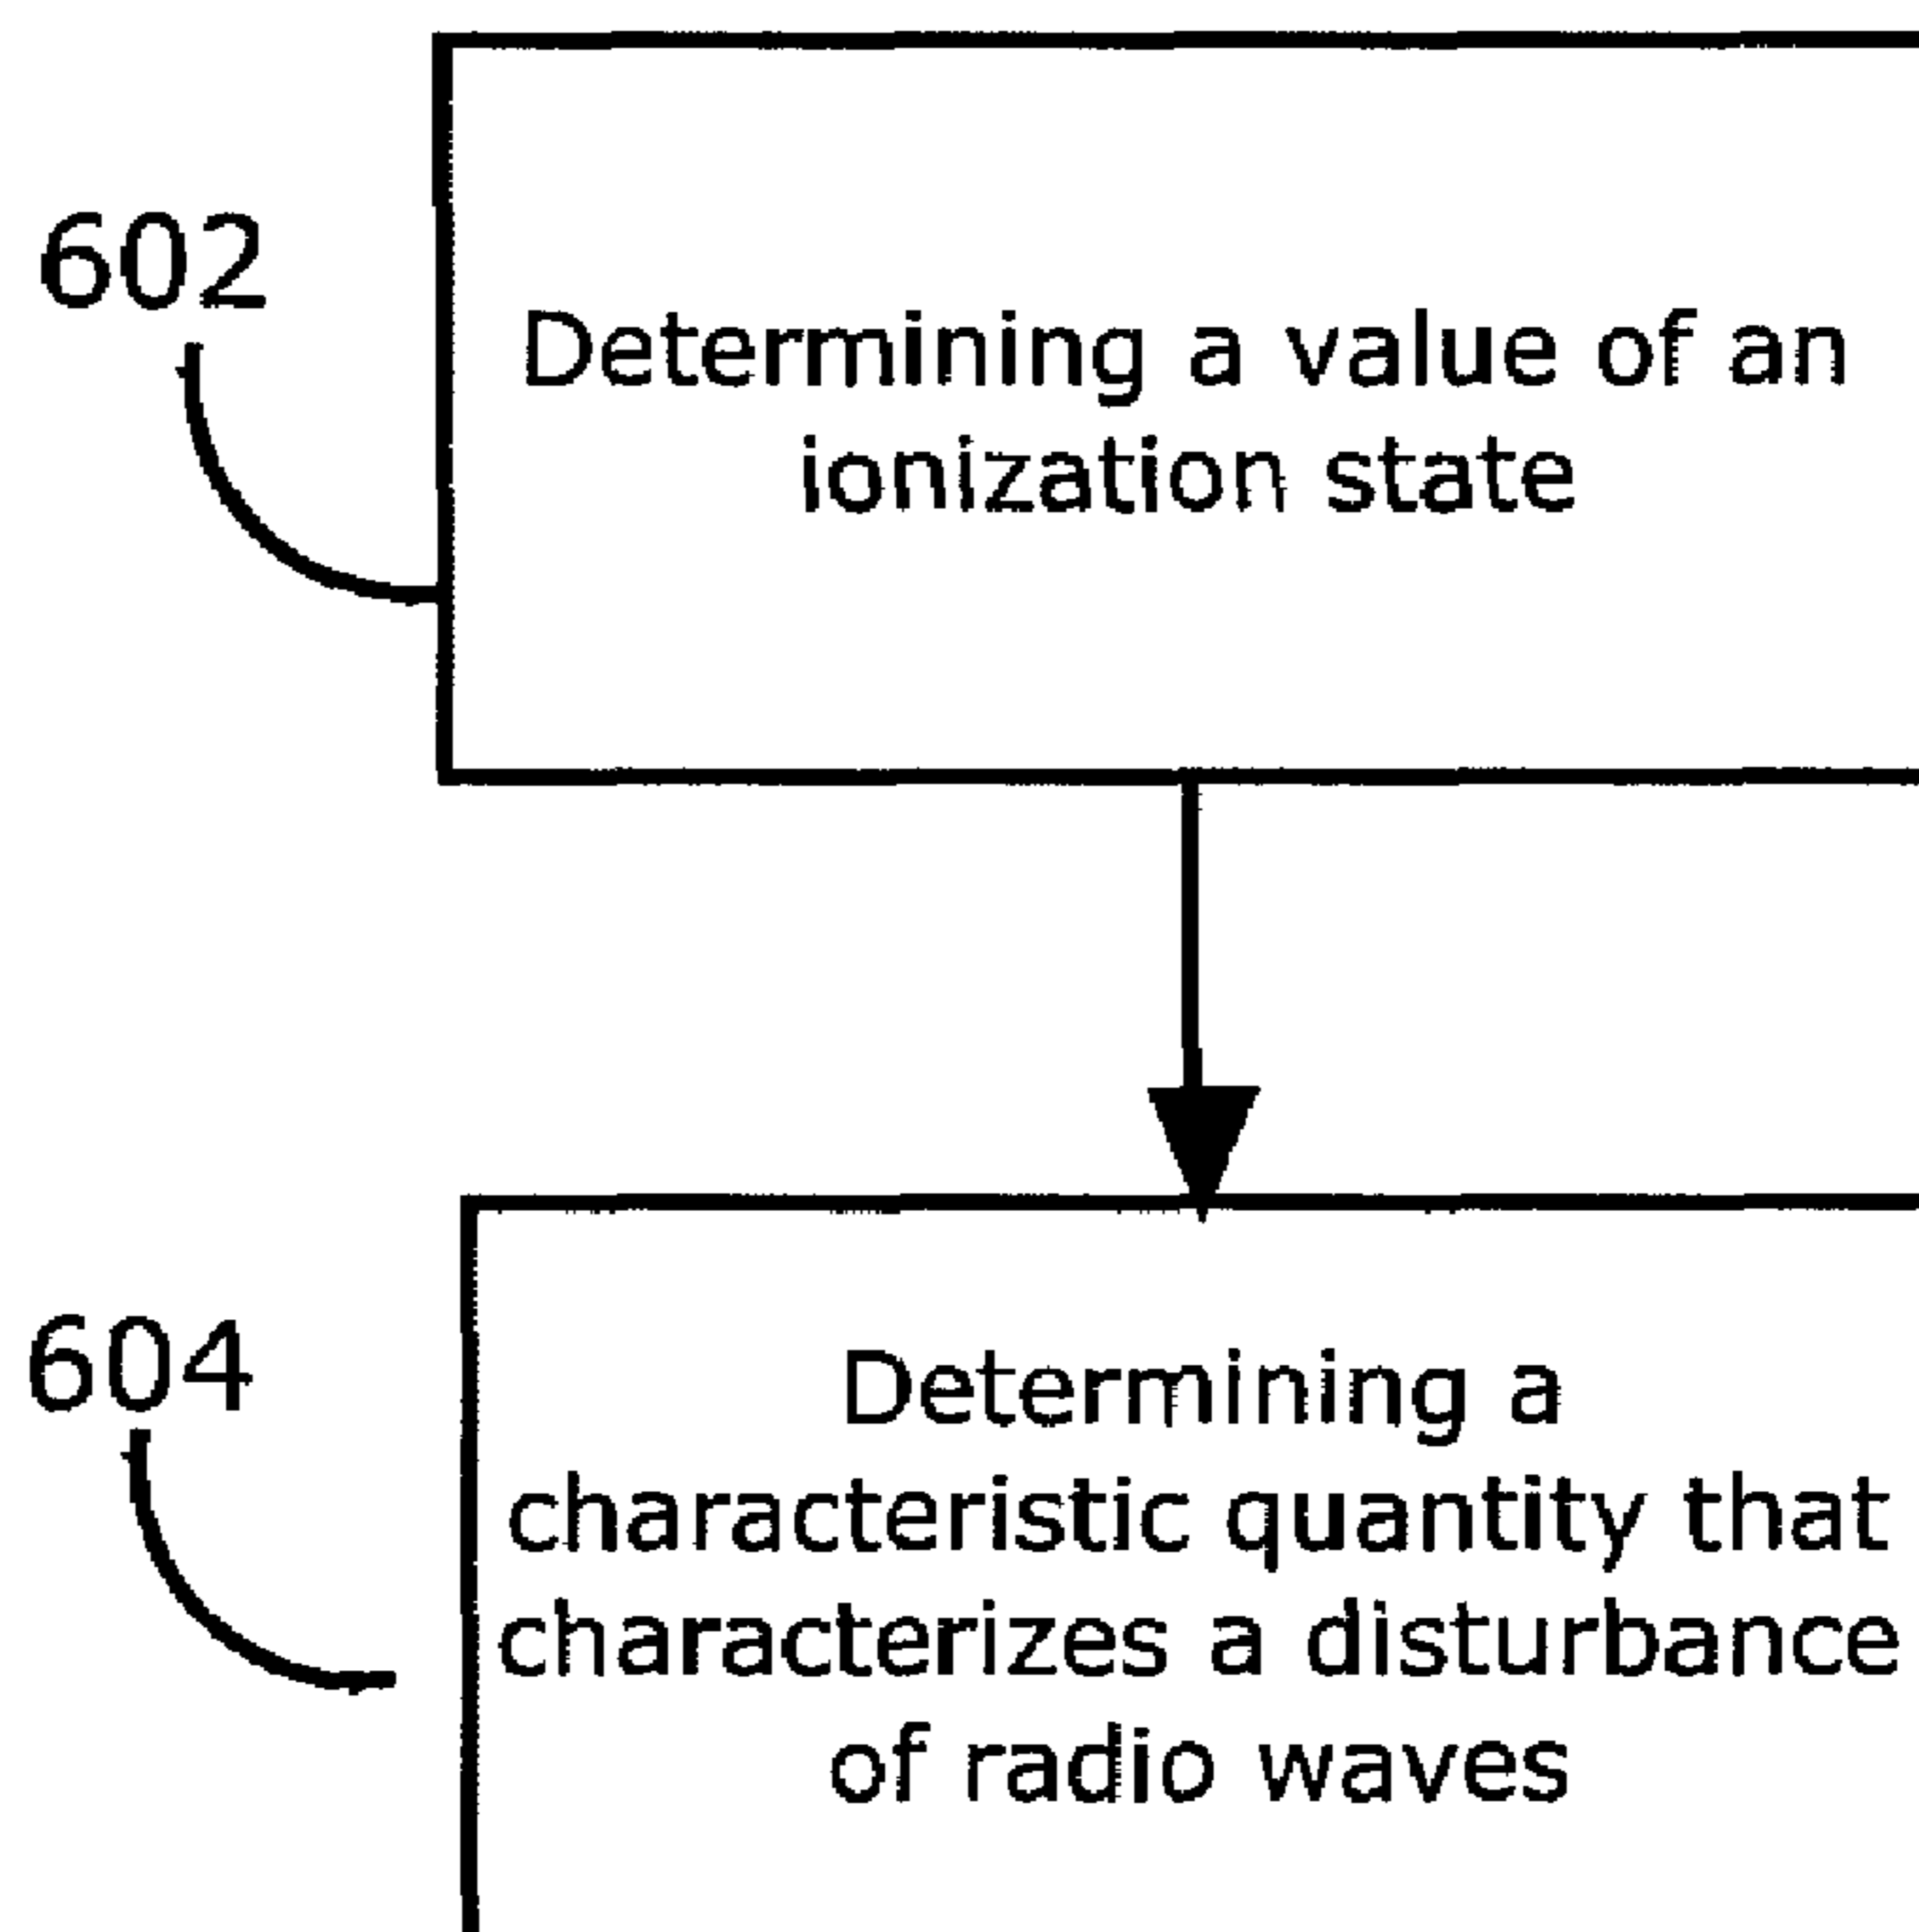 602
Determining a value of an
ionization state
604
Determining a
characteristic quantity that
characterizes a disturbance
of radio waves